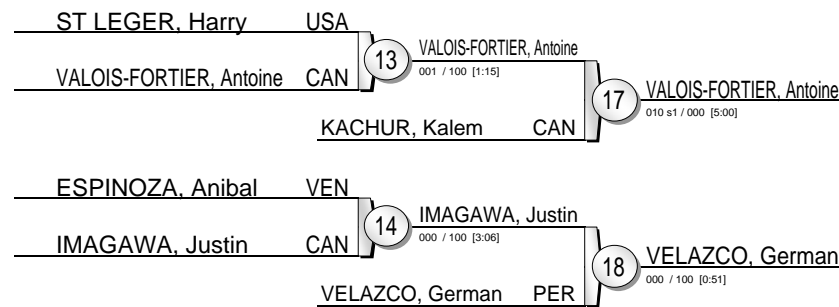 ST LEGER, Harry USA
13
VALOIS-FORTIER, Antoine
001 / 100 [1:15]
VALOIS-FORTIER, Antoine CAN
17
VALOIS-FORTIER, Antoine
010 s1 / 000 [5:00]
KACHUR, Kalem CAN
ESPINOZA, Anibal VEN
14
IMAGAWA, Justin
000 / 100 [3:06]
IMAGAWA, Justin CAN
18
VELAZCO, German
000 / 100 [0:51]
VELAZCO, German PER